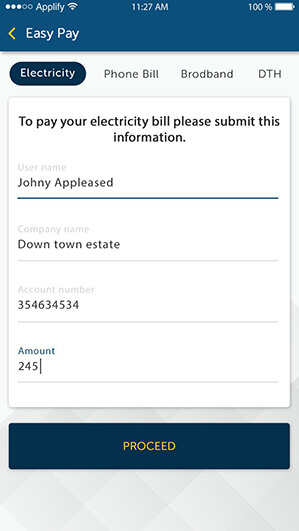 Applify 11:27 AM 100 %
Easy Pay
Electricity Phone Bill Brodband DTH
To pay your electricity bill please submit this
information.
User name
Johny Appleased
Company name
Down town estate
Account number
354634534
Amount
245
PROCEED